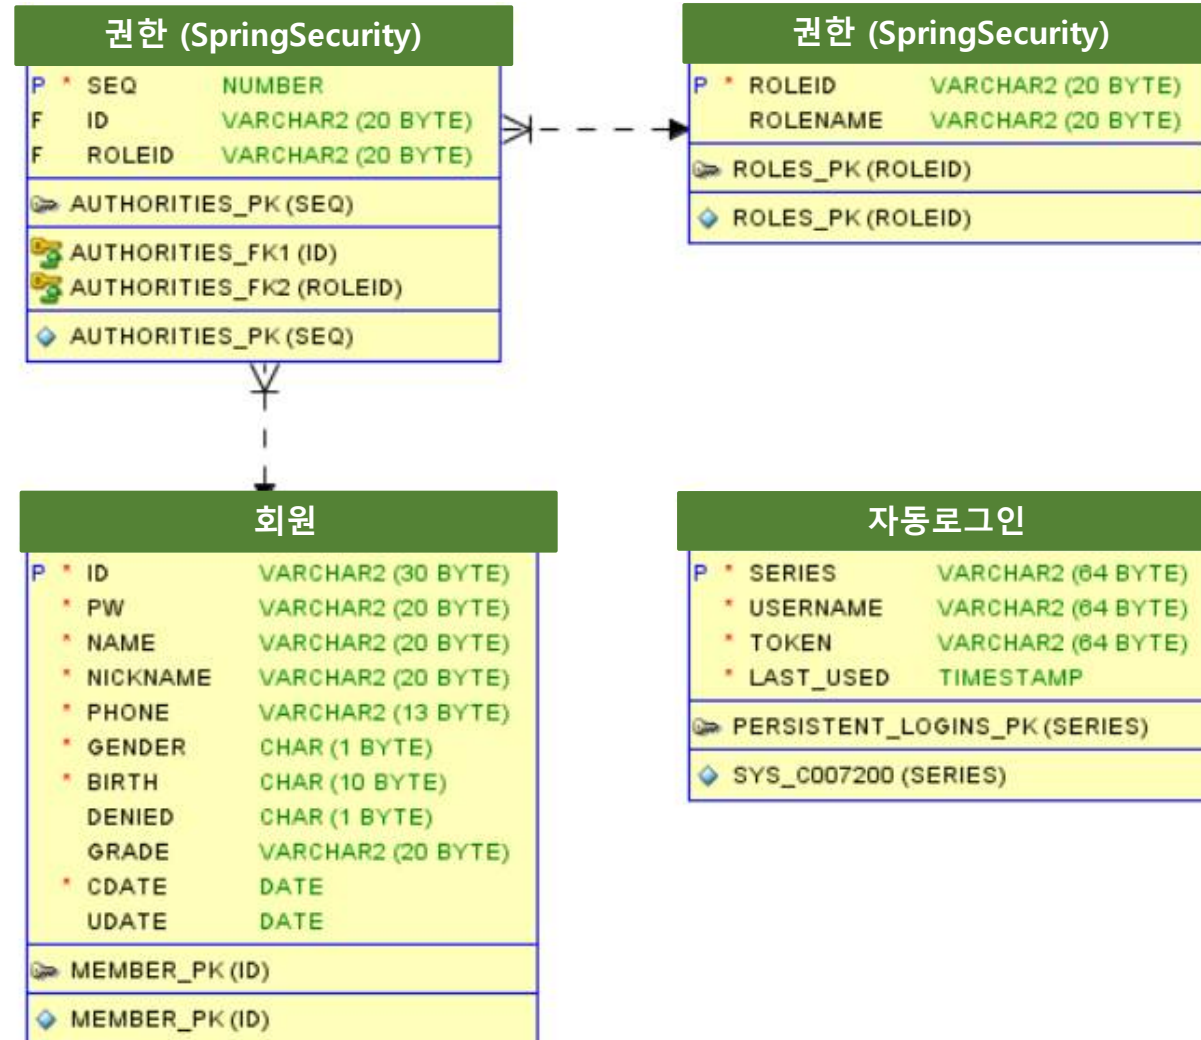 권한 (SpringSecurity)
P * SEQ NUMBER
F ID VARCHAR2 (20 BYTE)
F ROLEID VARCHAR2 (20 BYTE)
AUTHORITIES_PK (SEQ)
AUTHORITIES_FK1 (ID)
AUTHORITIES_FK2 (ROLEID)
AUTHORITIES_PK (SEQ)
권한 (SpringSecurity)
P * ROLEID VARCHAR2 (20 BYTE)
ROLENAME VARCHAR2 (20 BYTE)
ROLES_PK (ROLEID)
ROLES_PK (ROLEID)
회원
P * ID VARCHAR2 (30 BYTE)
* PW VARCHAR2 (20 BYTE)
* NAME VARCHAR2 (20 BYTE)
* NICKNAME VARCHAR2 (20 BYTE)
* PHONE VARCHAR2 (13 BYTE)
* GENDER CHAR (1 BYTE)
* BIRTH CHAR (10 BYTE)
DENIED CHAR (1 BYTE)
GRADE VARCHAR2 (20 BYTE)
* CDATE DATE
UDATE DATE
MEMBER_PK (ID)
MEMBER_PK (ID)
자동로그인
P * SERIES VARCHAR2 (64 BYTE)
* USERNAME VARCHAR2 (64 BYTE)
* TOKEN VARCHAR2 (64 BYTE)
* LAST_USED TIMESTAMP
PERSISTENT_LOGINS_PK (SERIES)
SYS_C007200 (SERIES)